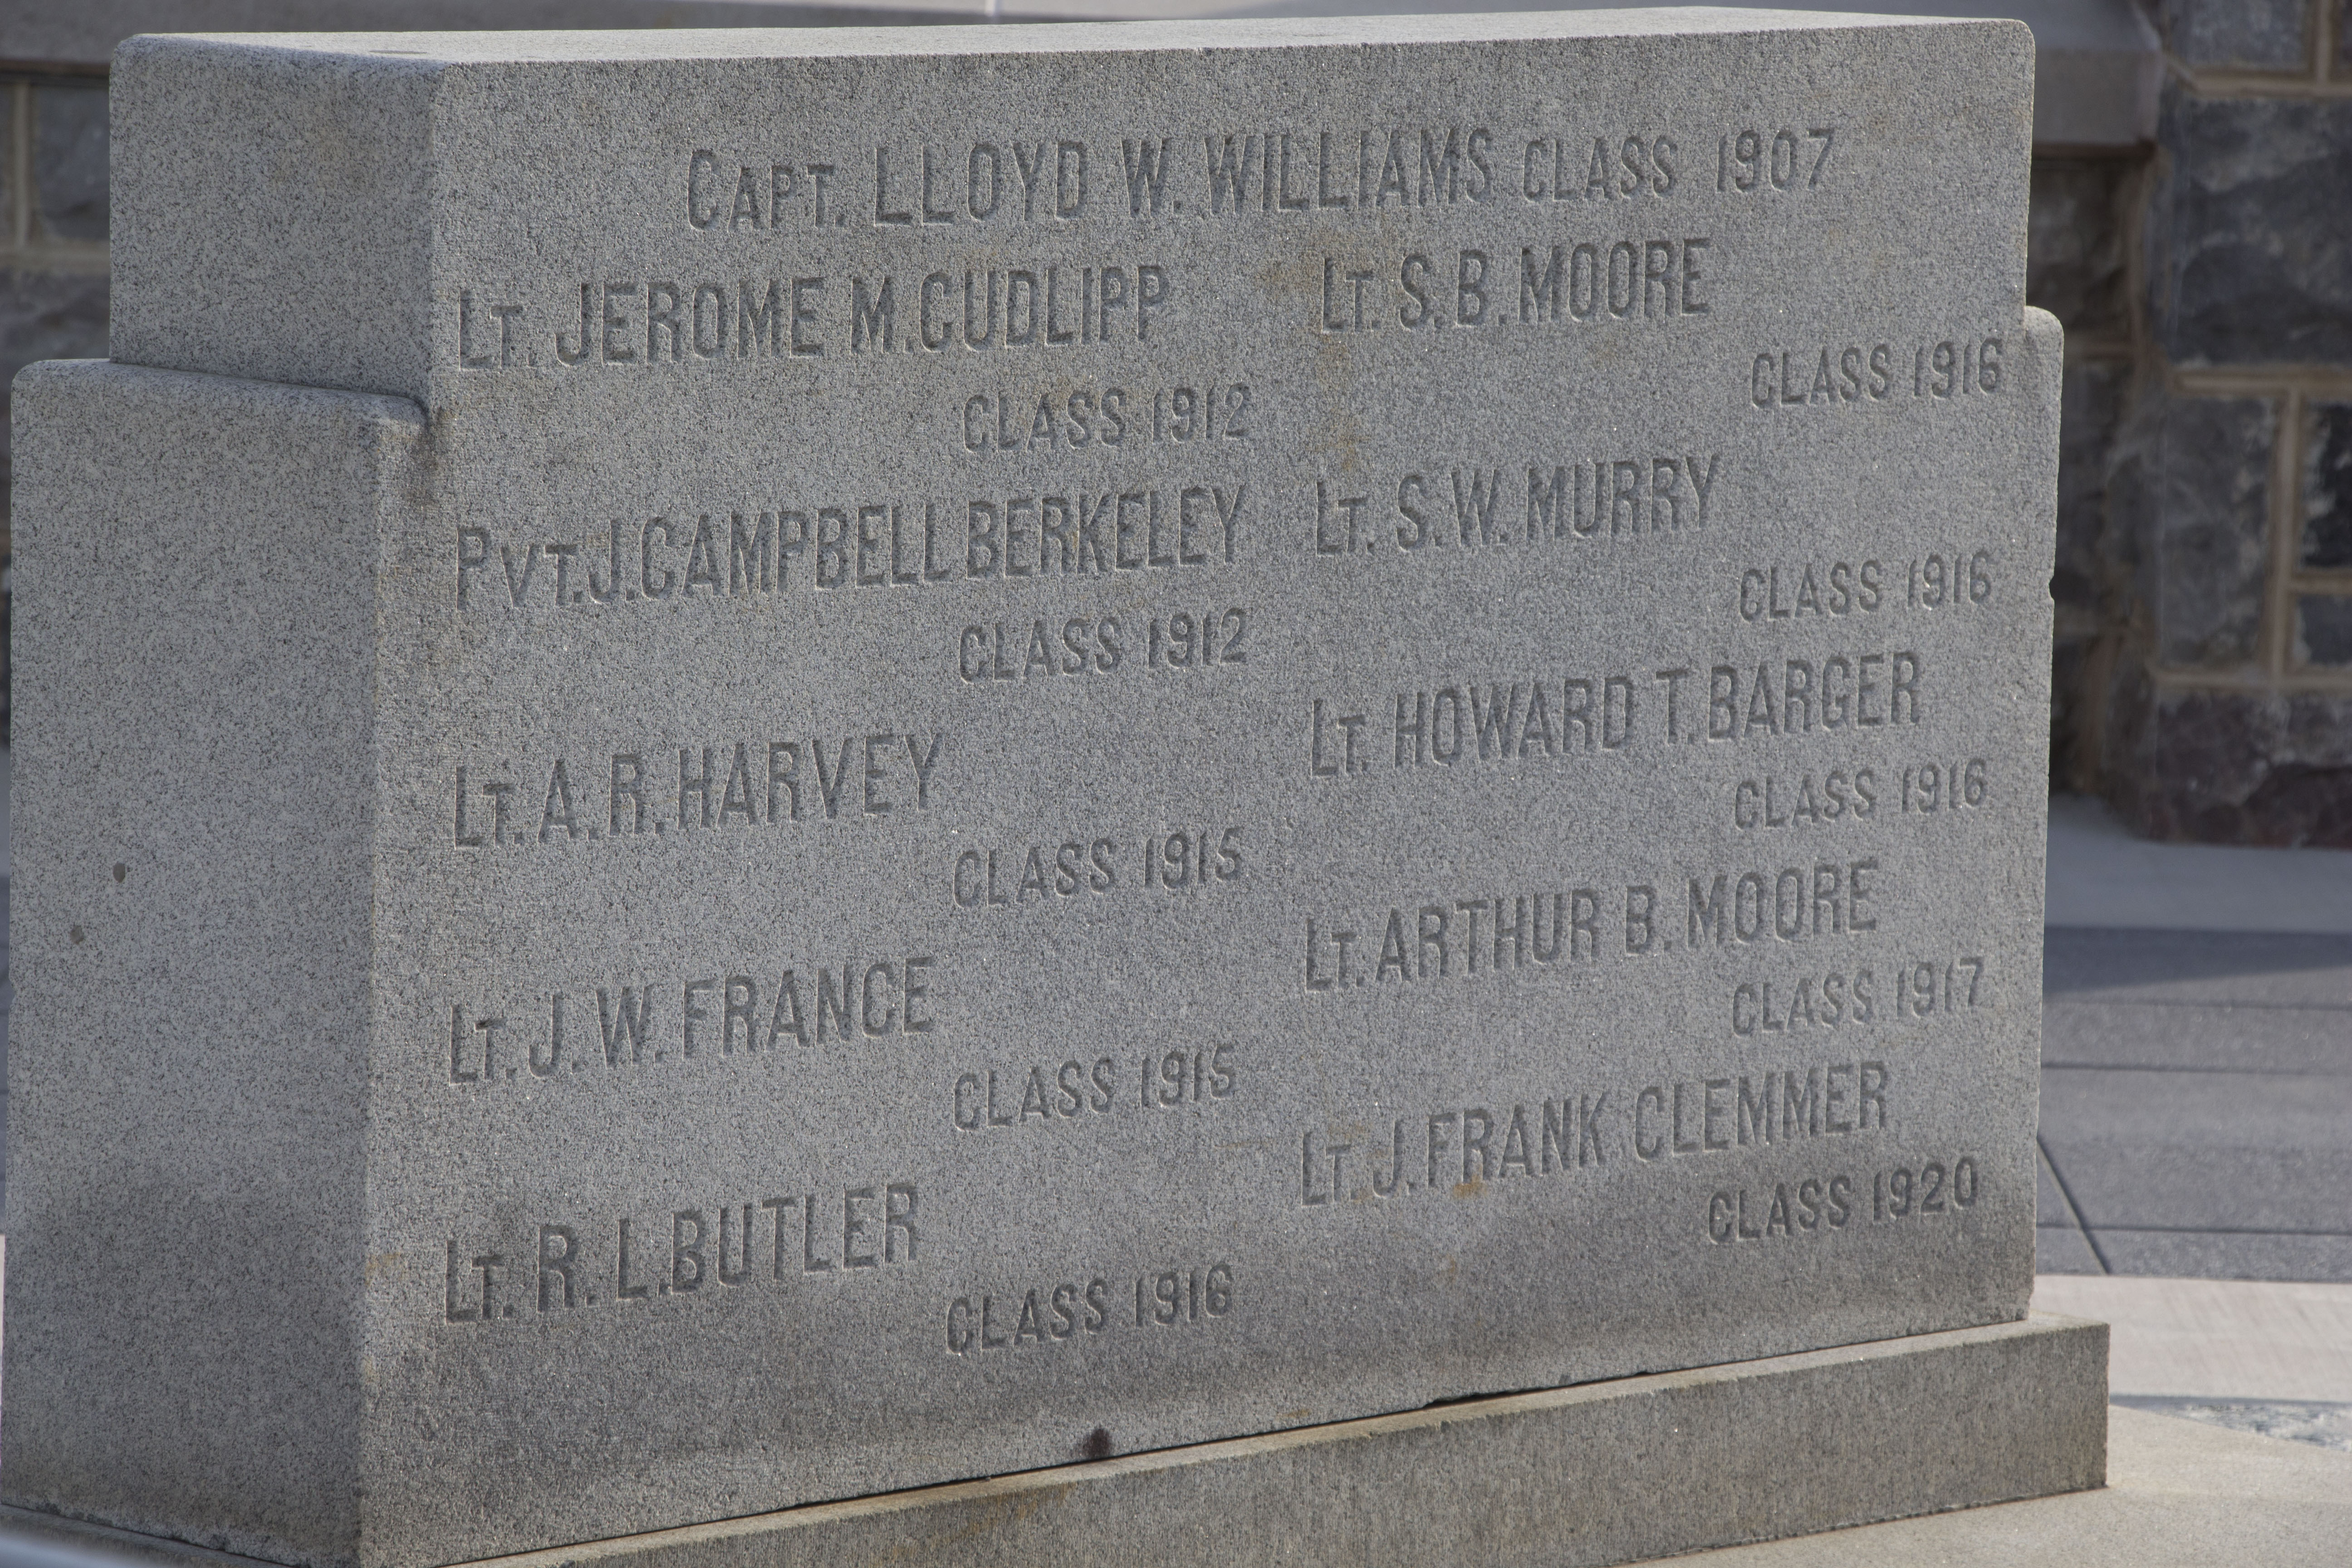 CAPT. LLOYD W. WILLIAMS CLASS 1907
LT. JEROME M. CUDLIPP
CLASS 1912
PVT. J. CAMPBELL BERKELEY
CLASS 1912
LT. A. R. HARVEY
CLASS 1915
LT. J. W. FRANCE
CLASS 1915
LT. R. L. BUTLER
CLASS 1916
LT. S. B. MOORE
CLASS 1916
LT. S. W. MURRY
CLASS 1916
LT. HOWARD T. BARGER
CLASS 1916
LT. ARTHUR B. MOORE
CLASS 1917
LT. J. FRANK CLEMMER
CLASS 1920